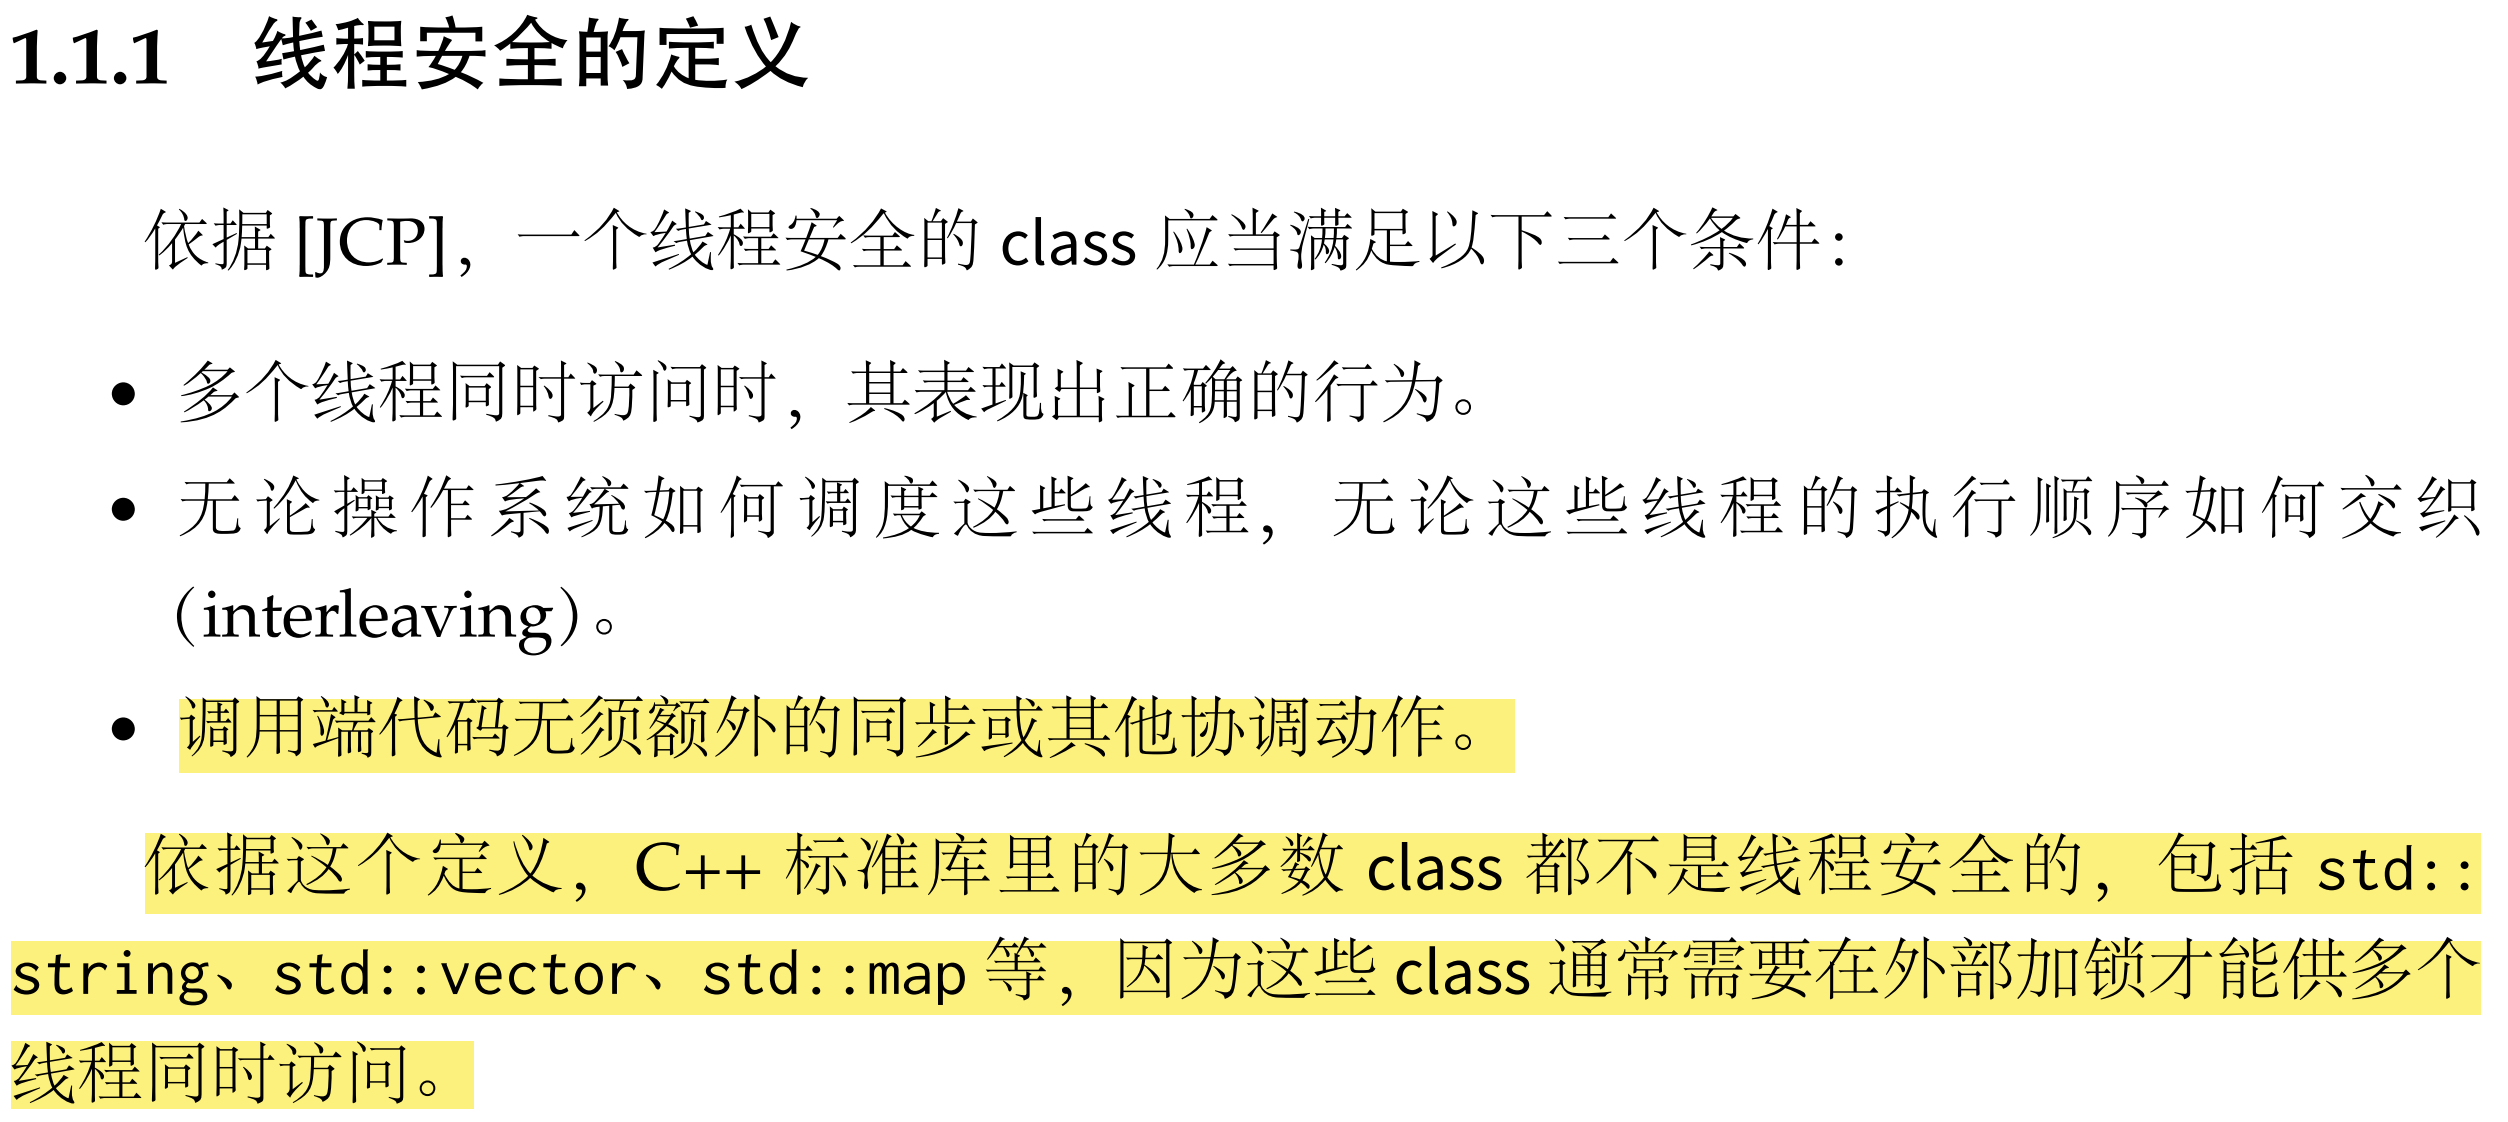 1.1.1 线程安全的定义
依据 [JCP]，一个线程安全的 class 应当满足以下三个条件：
● 多个线程同时访问时，其表现出正确的行为。
● 无论操作系统如何调度这些线程，无论这些线程的执行顺序如何交织
(interleaving)。
● 调用端代码无须额外的同步或其他协调动作。
依据这个定义，C++ 标准库里的大多数 class 都不是线程安全的，包括 std::
string、std::vector、std::map 等，因为这些 class 通常需要在外部加锁才能供多个
线程同时访问。